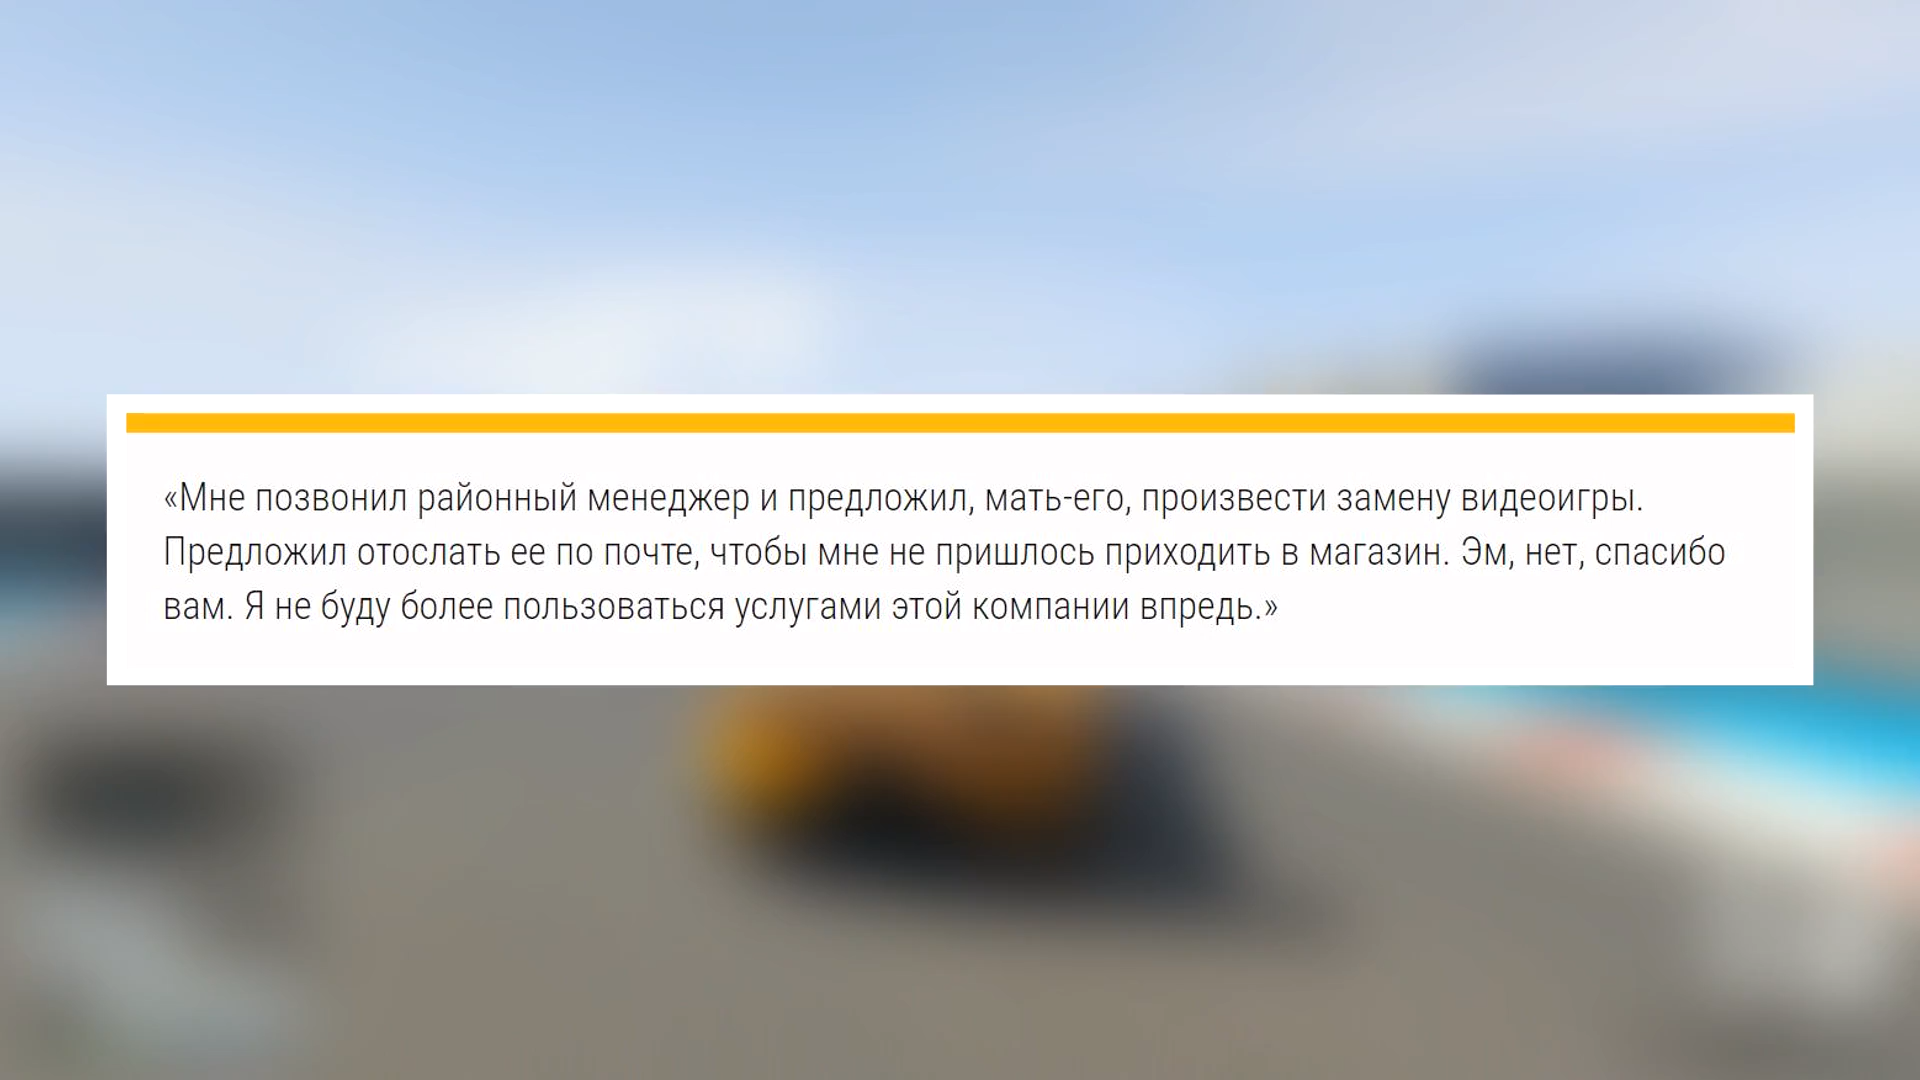 «Мне позвонил районный менеджер и предложил, мать-его, произвести замену видеоигры.
Предложил отослать ее по почте, чтобы мне не пришлось приходить в магазин. Эм, нет, спасибо
вам. Я не буду более пользоваться услугами этой компании впредь.»